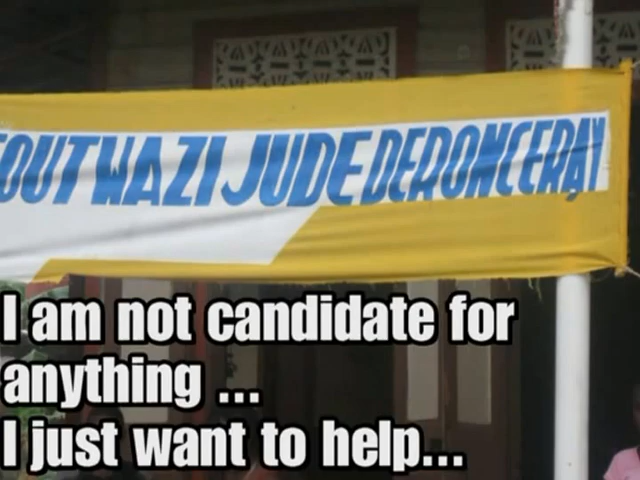 OUTWAZI JUDE DERONCERAY
I am not candidate for
anything ...
I just want to help...